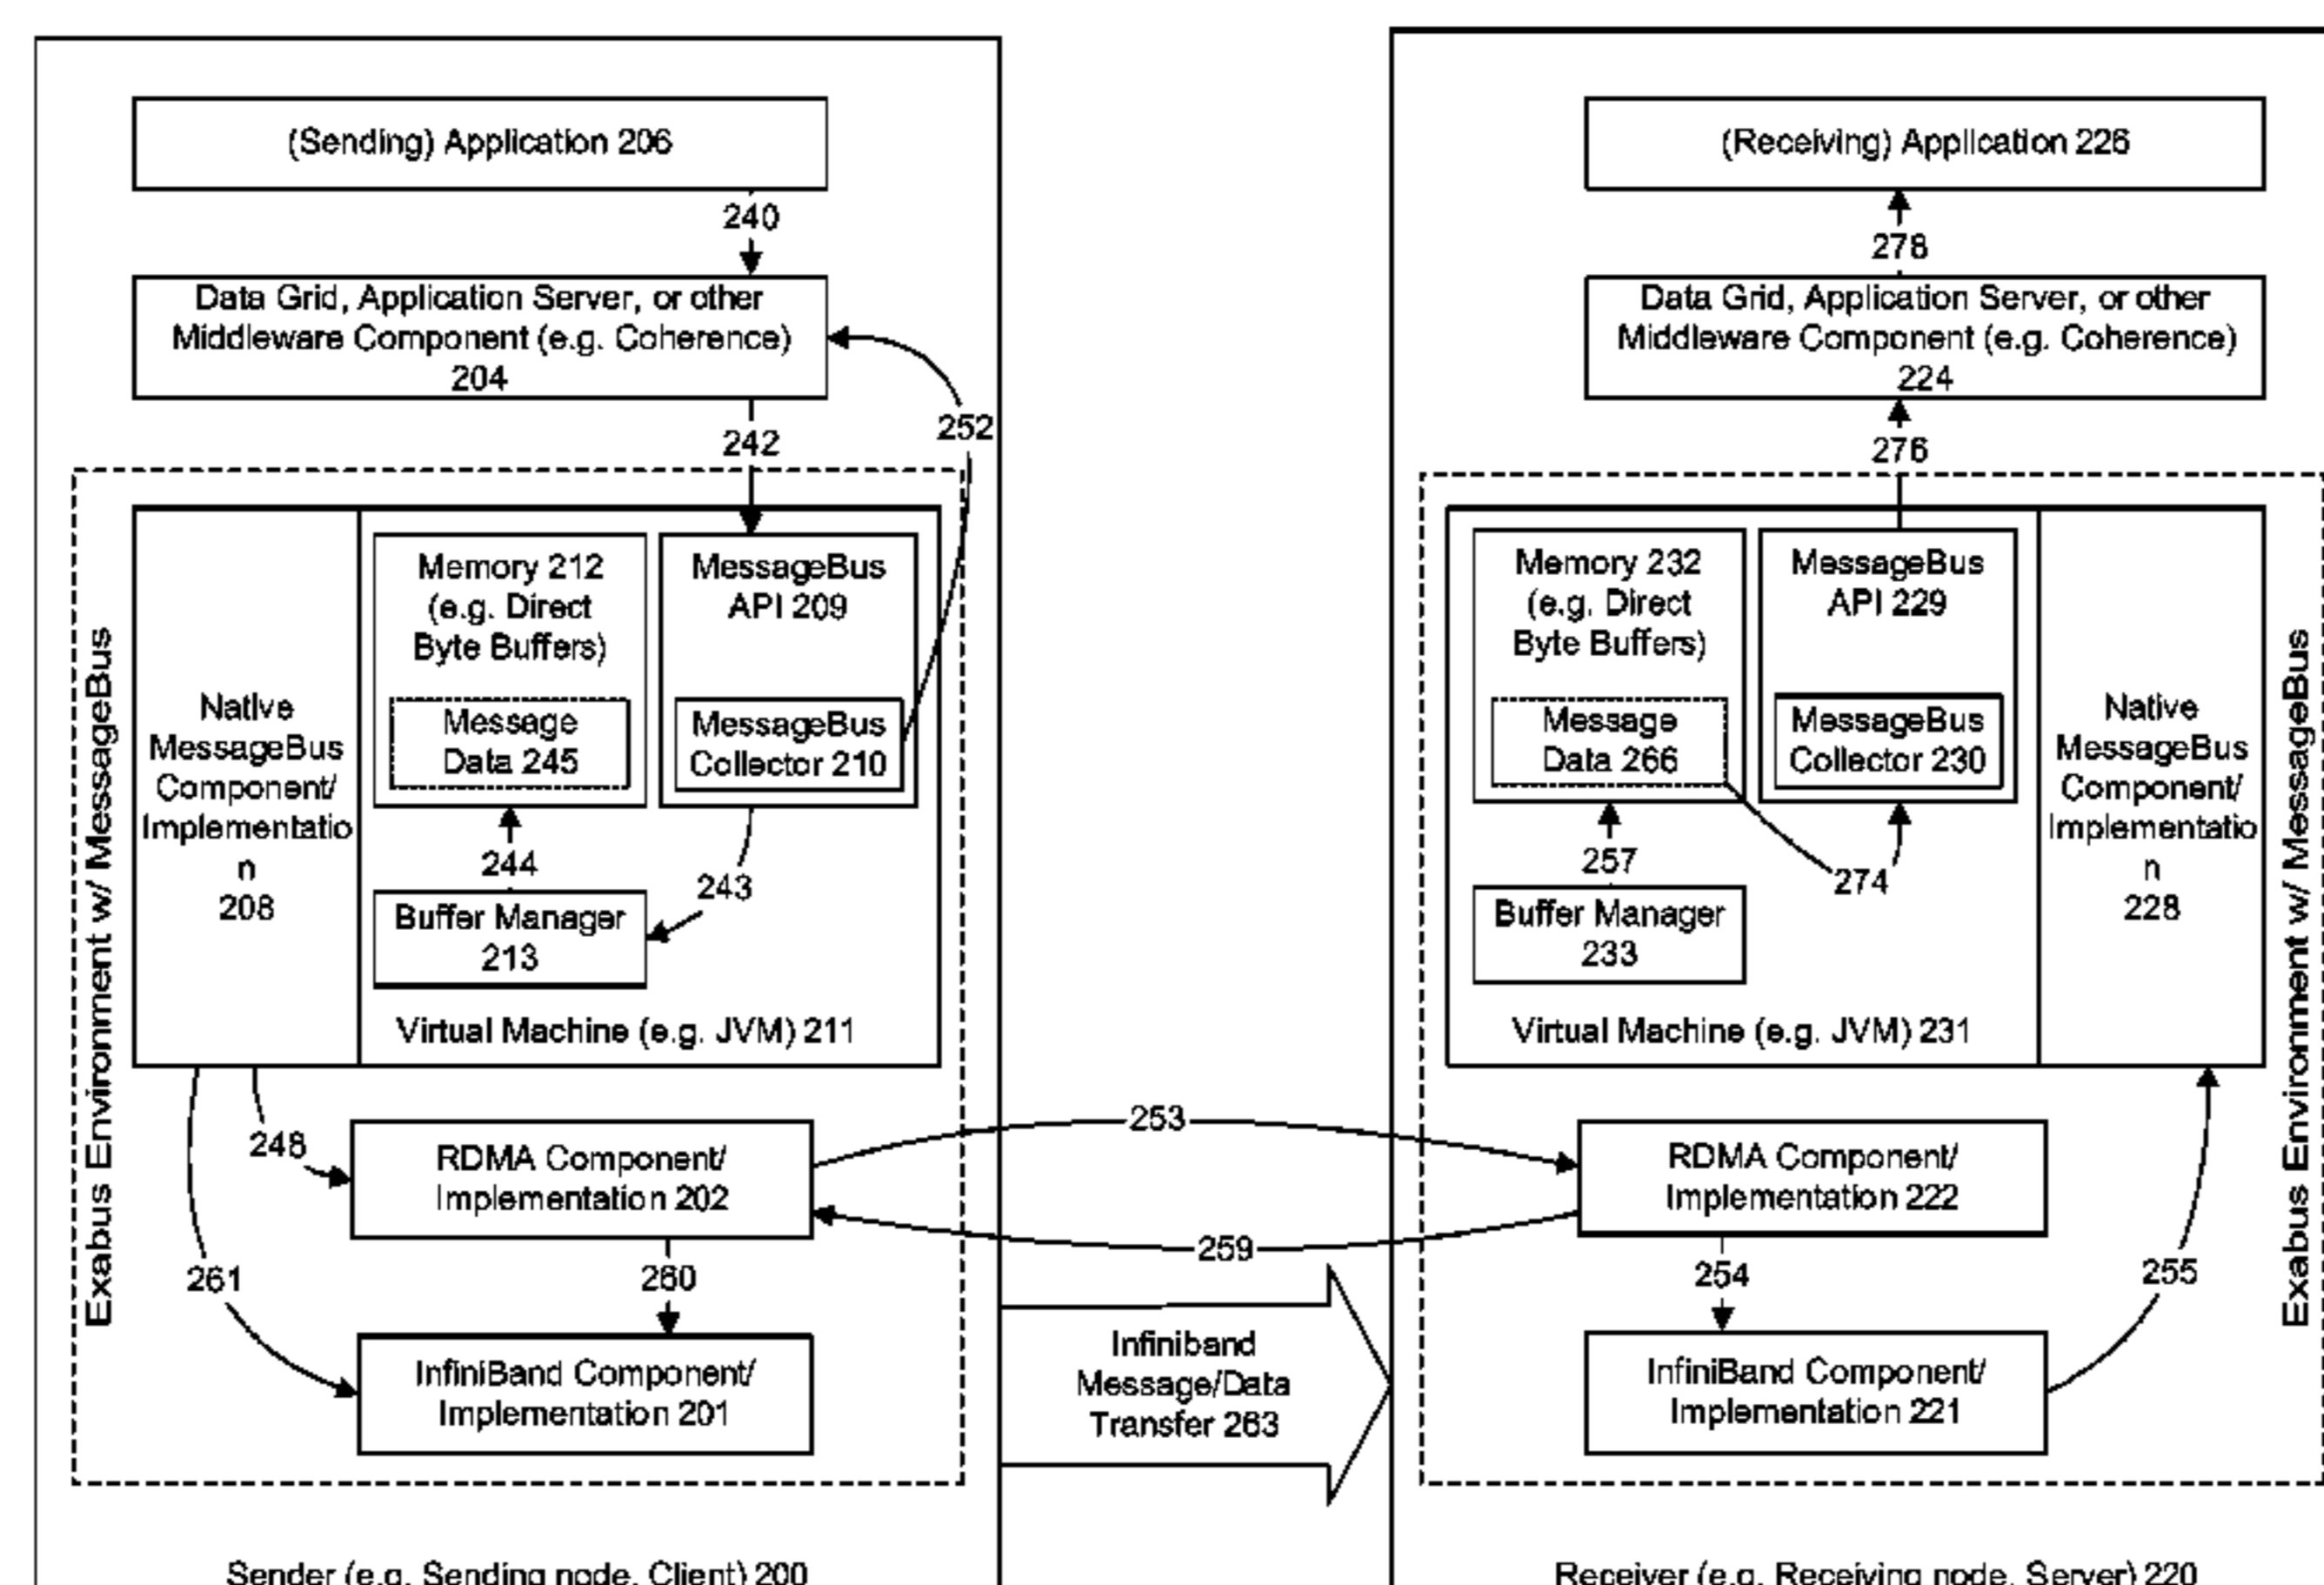 (Sending) Application 206
240
Data Grid, Application Server, or other
Middleware Component (e.g. Coherence)
204
252
242
Exabus Environment w/ MessageBus
Native
MessageBus
Component/
Implementatio
n
208
Memory 212
(e.g. Direct
Byte Buffers)
Message
Data 245
MessageBus
API 209
MessageBus
Collector 210
244
243
Buffer Manager
213
Virtual Machine (e.g. JVM) 211
248
RDMA Component/
Implementation 202
261
260
InfiniBand Component/
Implementation 201
Sender (e.g. Sending node, Client) 200
253
259
Infiniband
Message/Data
Transfer 263
(Receiving) Application 226
278
Data Grid, Application Server, or other
Middleware Component (e.g. Coherence)
224
276
Memory 232
(e.g. Direct
Byte Buffers)
Message
Data 266
MessageBus
API 229
MessageBus
Collector 230
Native
MessageBus
Component/
Implementatio
n
228
Exabus Environment w/ MessageBus
257
274
Buffer Manager
233
Virtual Machine (e.g. JVM) 231
RDMA Component/
Implementation 222
254
255
InfiniBand Component/
Implementation 221
Receiver (e.g. Receiving node, Server) 220